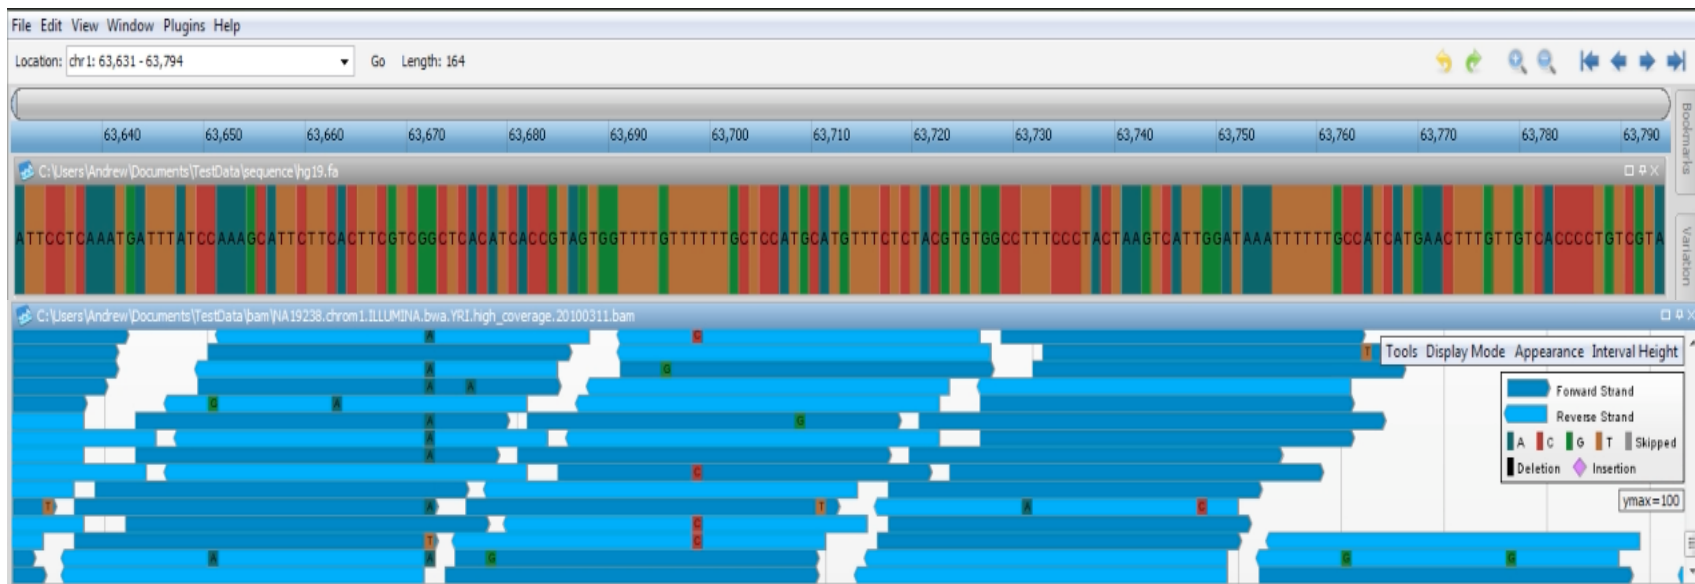 File Edit View Window Plugins Help
Location: chr1: 63,631 - 63,794 Go Length: 164
63,640 63,650 63,660 63,670 63,680 63,690 63,700 63,710 63,720 63,730 63,740 63,750 63,760 63,770 63,780 63,790
Bookmarks
C:\Users\Andrew\Documents\TestData\sequence\hg19.fa
ATTCCTCAAATGATTTATCCAAAGCATTCTTCACTTCGTCGGCTCACATCACCGTAGTGGTTTTGTTTTTTGCTCCATGCATGTTTCTCTACGTGTGGCCTTTCCCTACTAAGTCATTGGATAAATTTTTTGCCATCATGAACTTTGTTGTCACCCCTGTCGTA
Variation
C:\Users\Andrew\Documents\TestData\bam\NA19238.chrom1.ILLUMINA.bwa.YRI.high_coverage.20100311.bam
A C
T
Tools Display Mode Appearance Interval Height
A G
A A
G A
A G
A
A
C
T A T A C
C
T C
A A G G G
Forward Strand
Reverse Strand
A C G T Skipped
Deletion Insertion
ymax=100